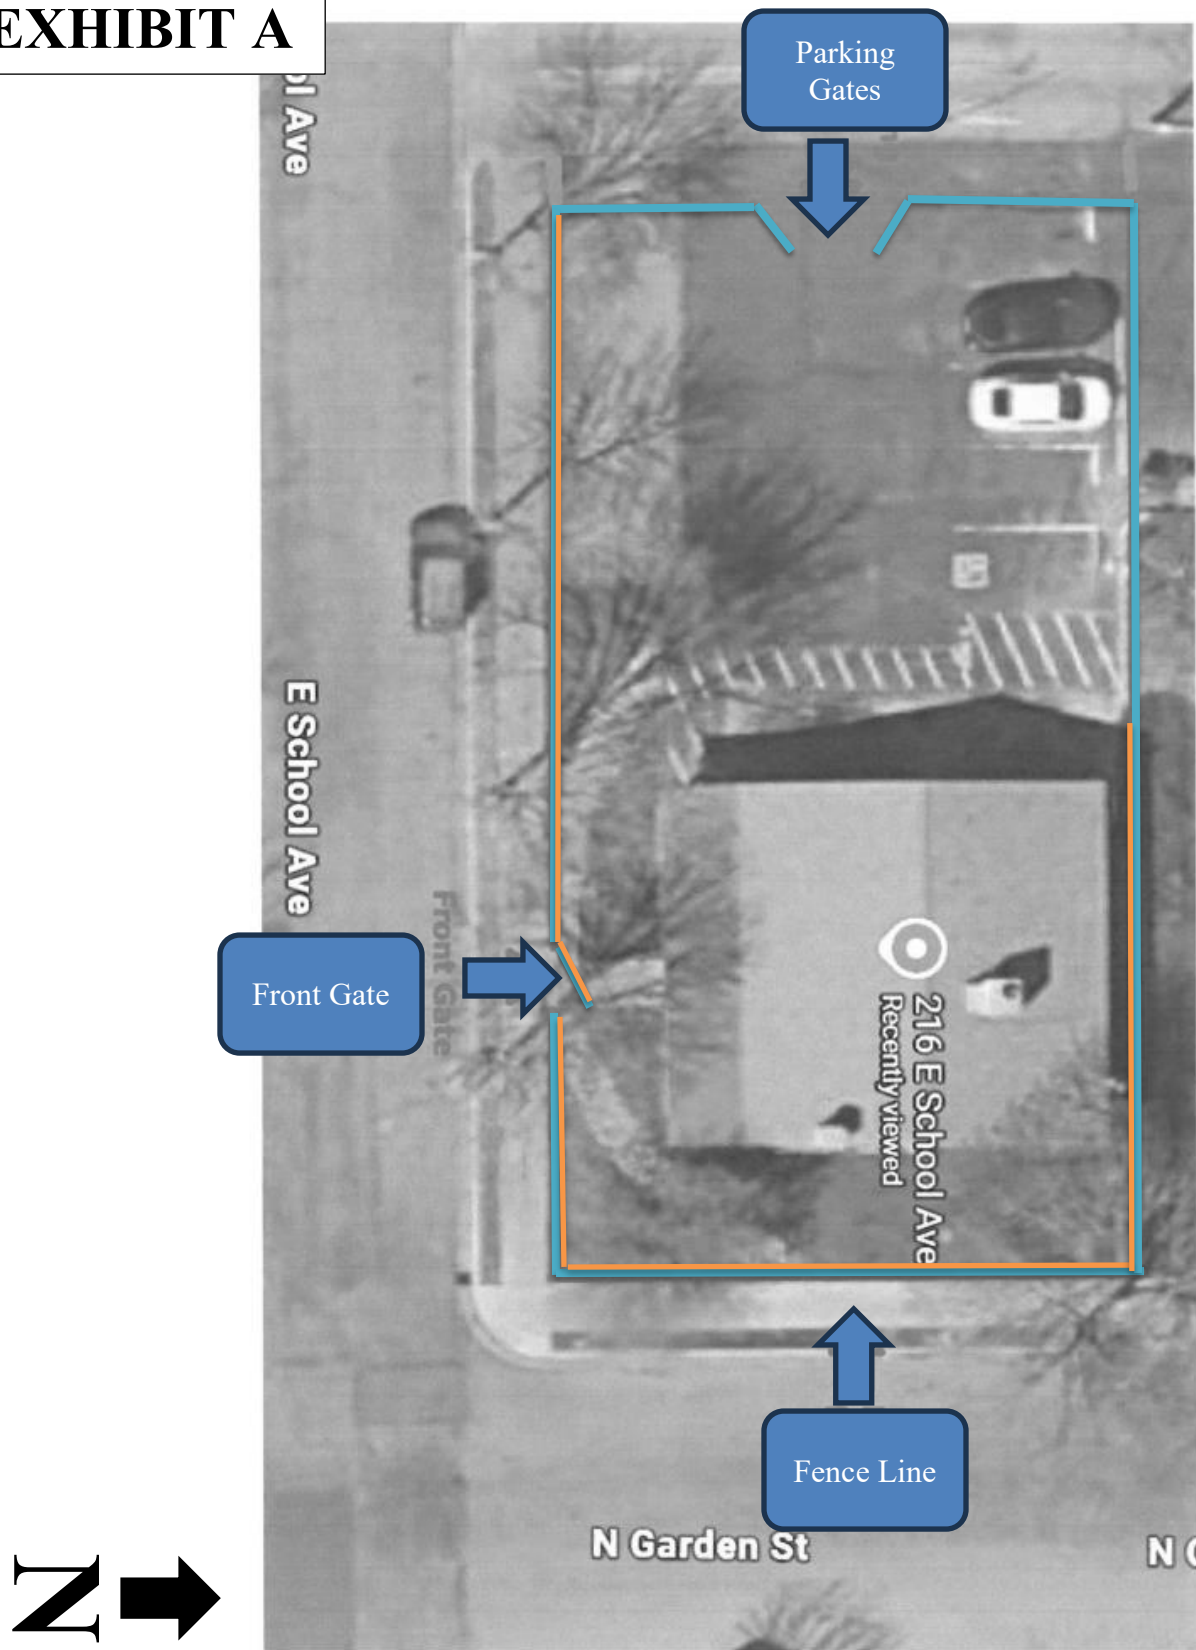 EXHIBIT A
Parking
Gates
ol Ave
E School Ave
Front Gate
Front Gate
216 E School Ave
Recently viewed
Fence Line
N Garden St
N
N